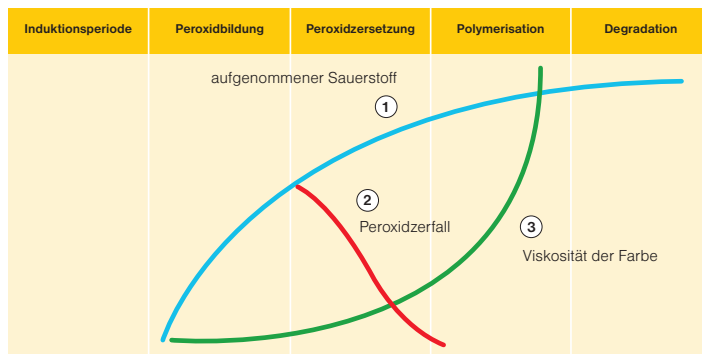 Induktionsperiode Peroxidbildung Peroxidzersetzung Polymerisation Degradation
aufgenommener Sauerstoff
1
2
Peroxidzerfall
3
Viskosität der Farbe